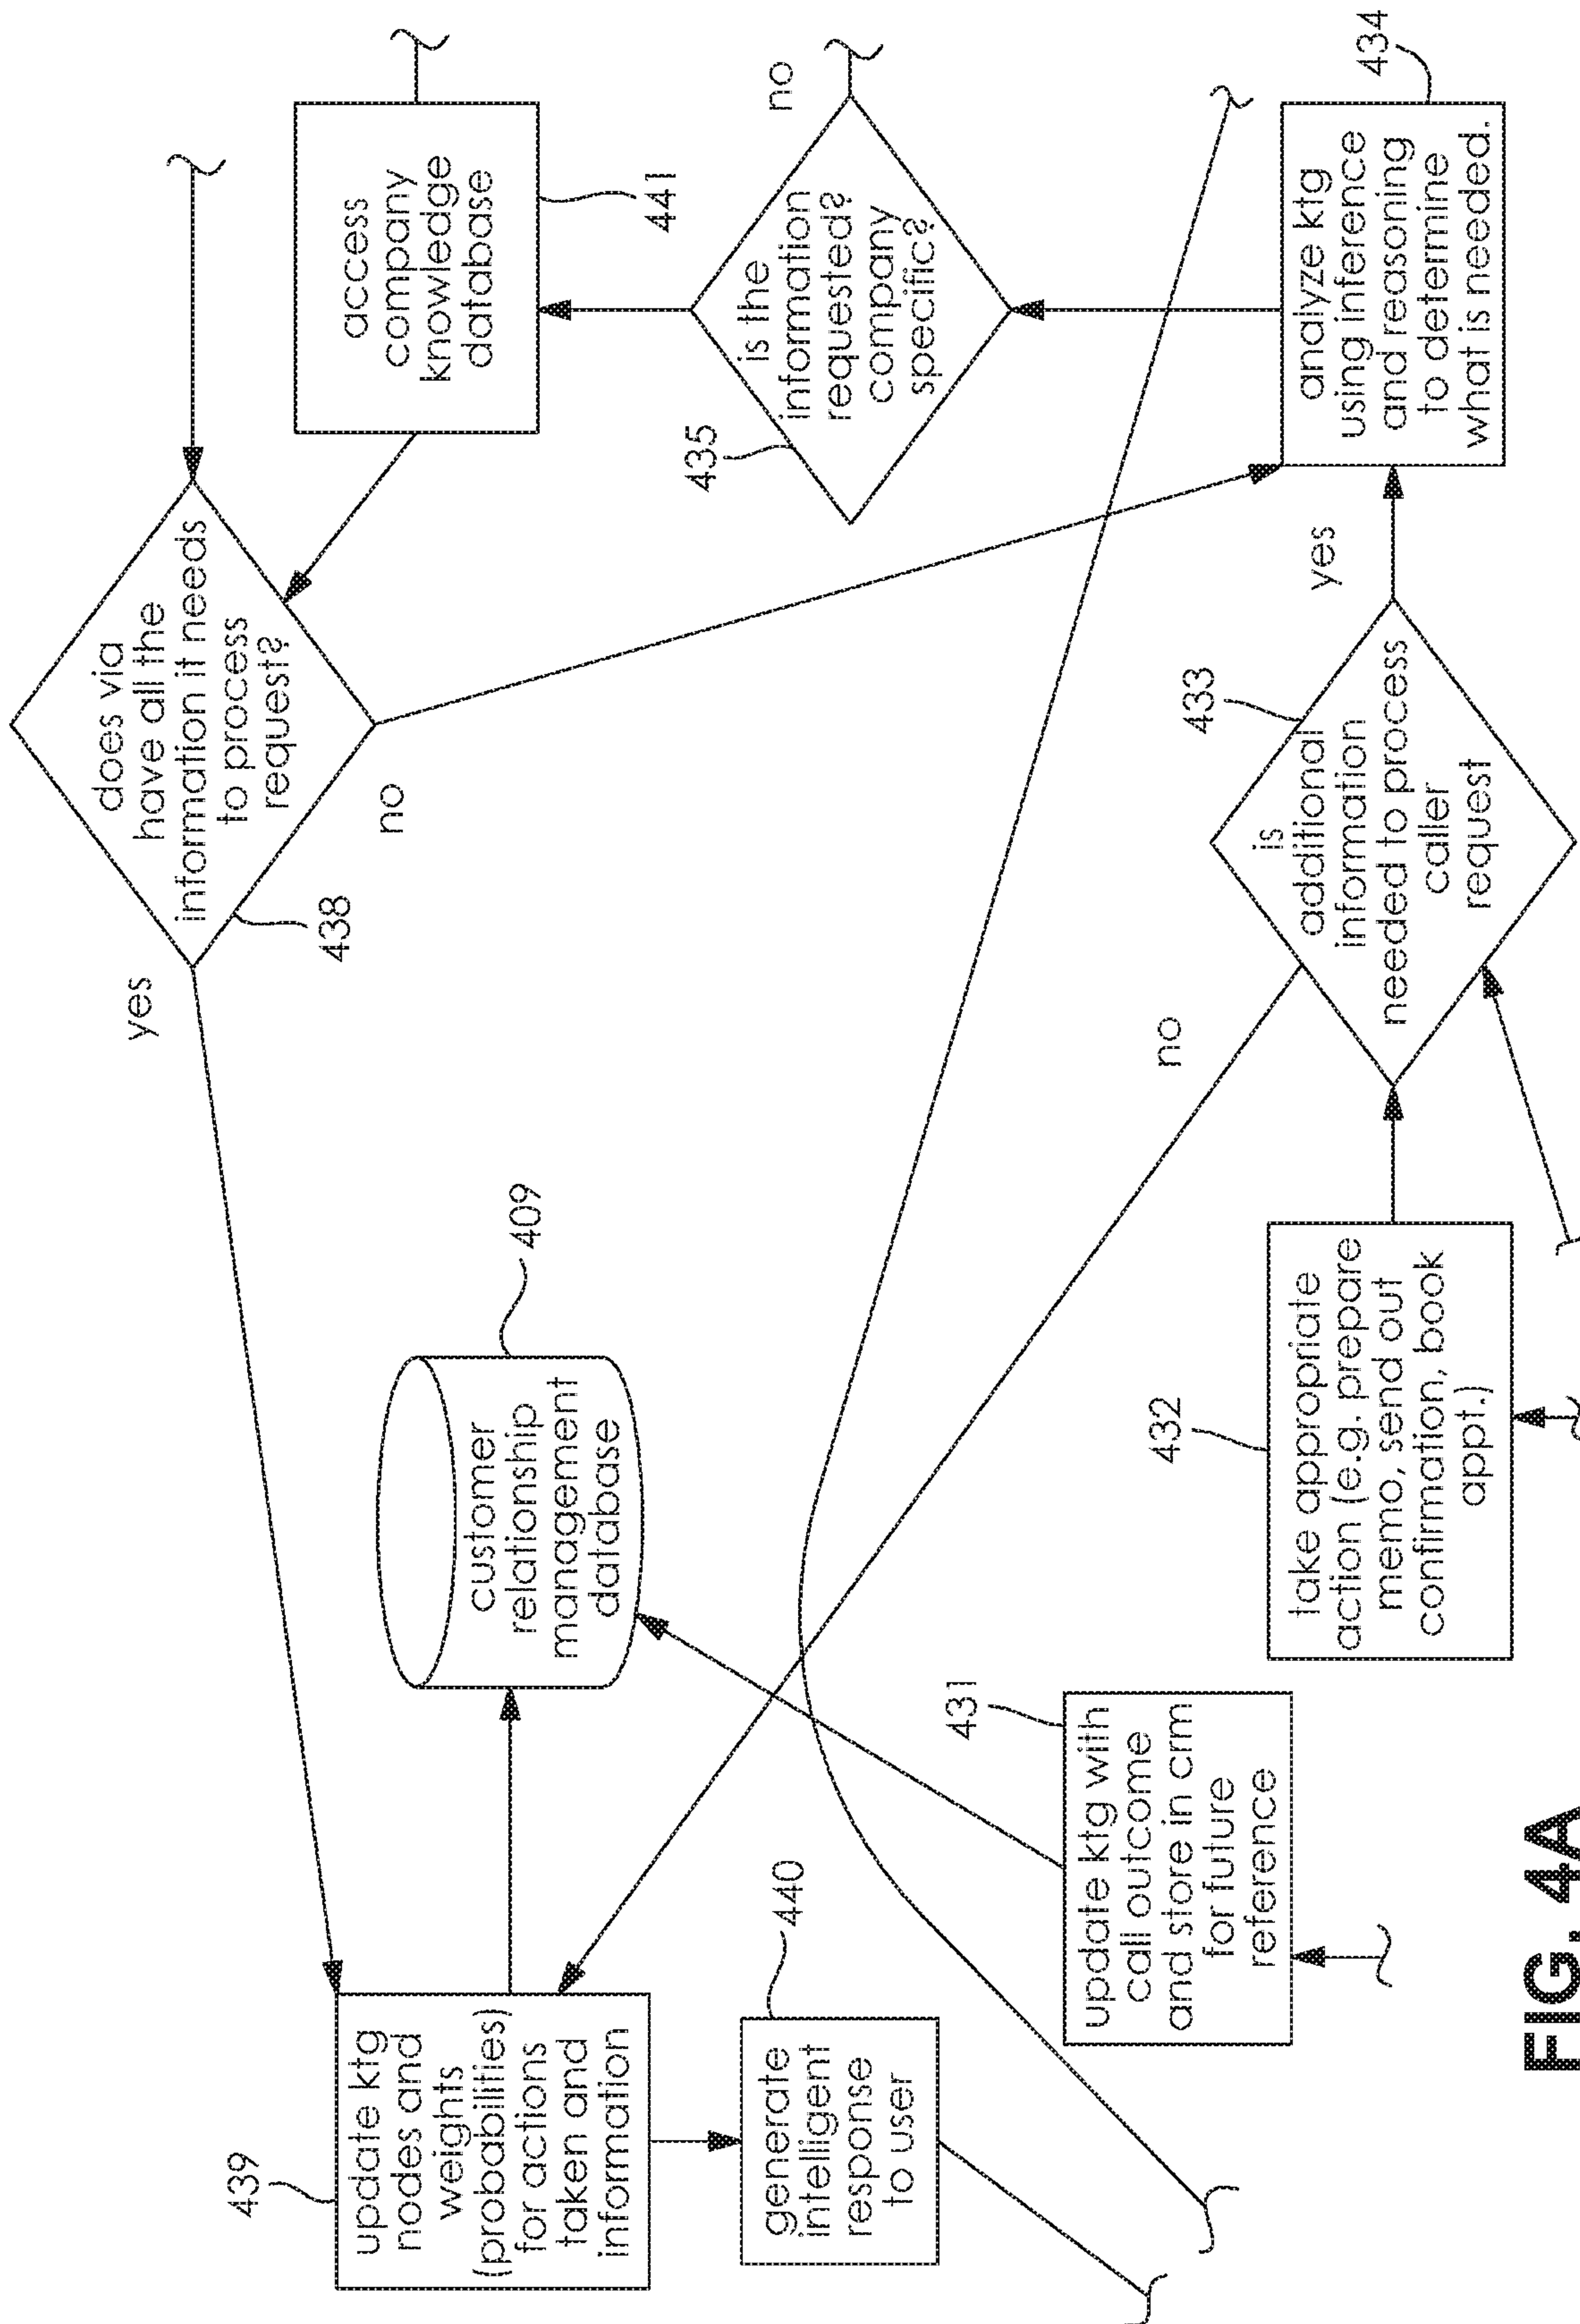 439
update ktg
nodes and
weights
(probabilities)
for actions
taken and
information
440
generate
intelligent
response
to user
431
update ktg with
call outcome
and store in crm
for future
reference
409
customer
relationship
management
database
432
take appropriate
action (e.g. prepare
memo, send out
confirmation, book
appt.)
yes
438
does via
have all the
information it needs
to process
request?
no
no
433
is
additional
information
needed to process
caller
request
yes
435
is the
information
requested?
company
specific?
no
access
company
knowledge
database
441
analyze ktg
using inference
and reasoning
to determine
what is needed.
434
FIG. 4A